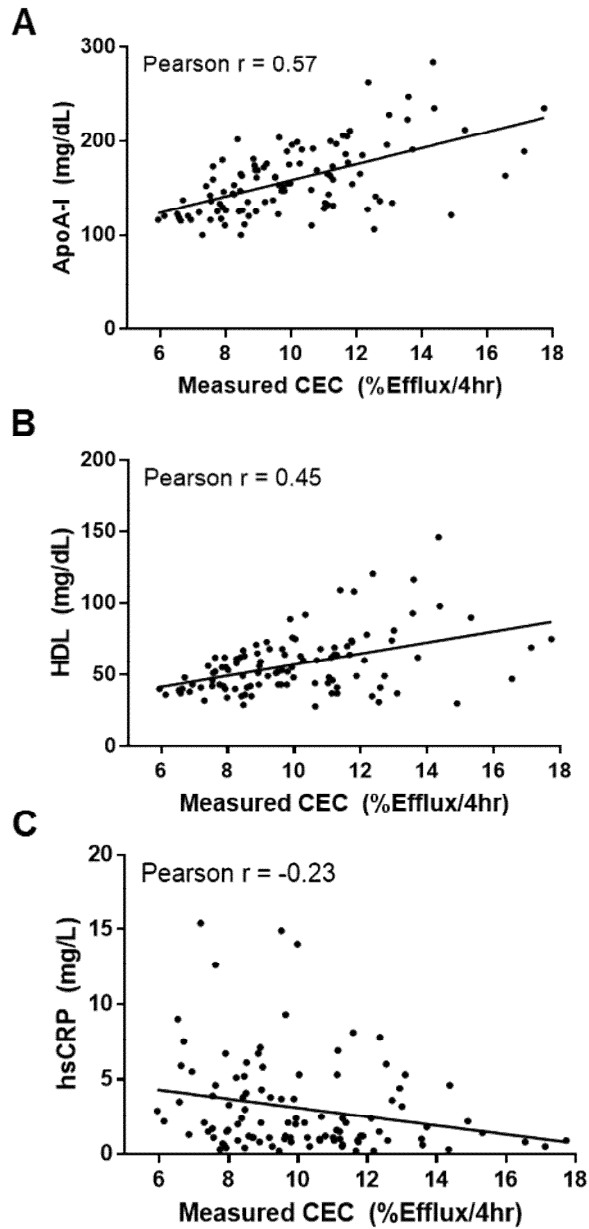 A
Pearson r = 0.57
ApoA-I (mg/dL)
300
200
100
0
6 8 10 12 14 16 18
Measured CEC (%Efflux/4hr)
B
Pearson r = 0.45
HDL (mg/dL)
200
150
100
50
0
6 8 10 12 14 16 18
Measured CEC (%Efflux/4hr)
C
Pearson r = -0.23
hsCRP (mg/L)
20
15
10
5
0
6 8 10 12 14 16 18
Measured CEC (%Efflux/4hr)